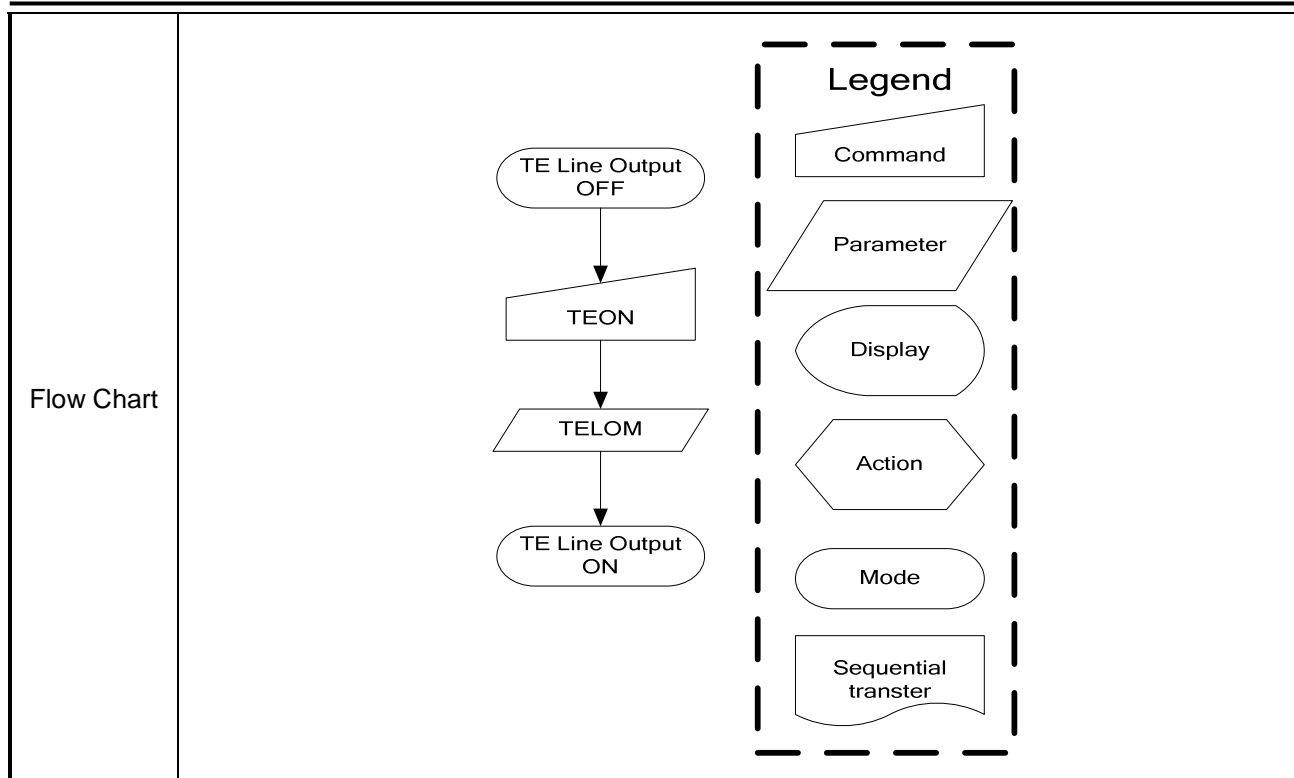 Flow Chart
TE Line Output
OFF
TEON
TELOM
TE Line Output
ON
Legend
Command
Parameter
Display
Action
Mode
Sequential
transter